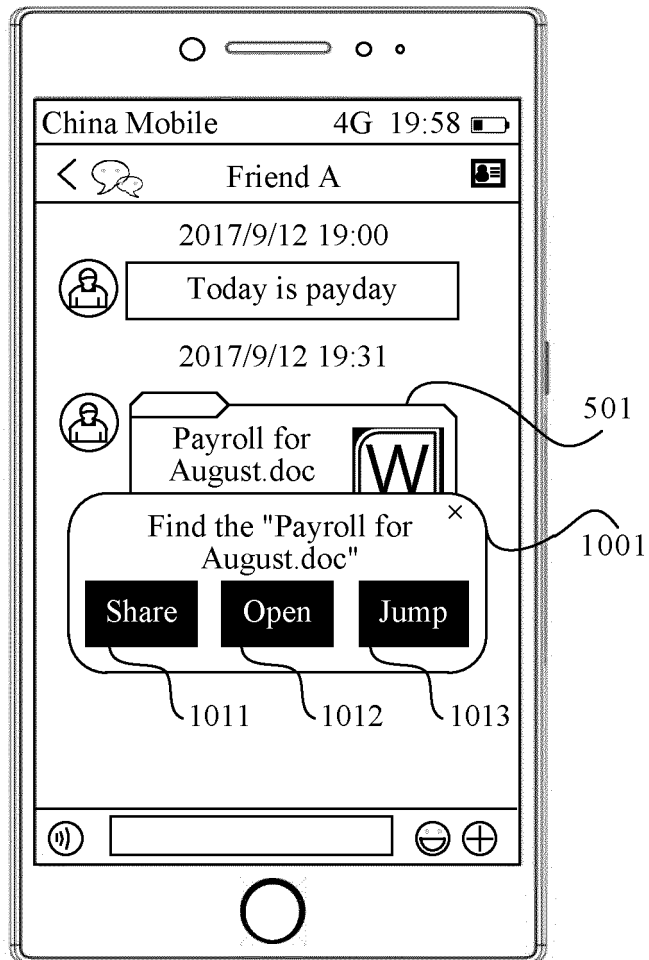 China Mobile 4G 19:58
Friend A
2017/9/12 19:00
Today is payday
2017/9/12 19:31
501
Payroll for
August.doc
W
1001
Find the "Payroll for
August.doc"
×
Share Open Jump
1011 1012 1013